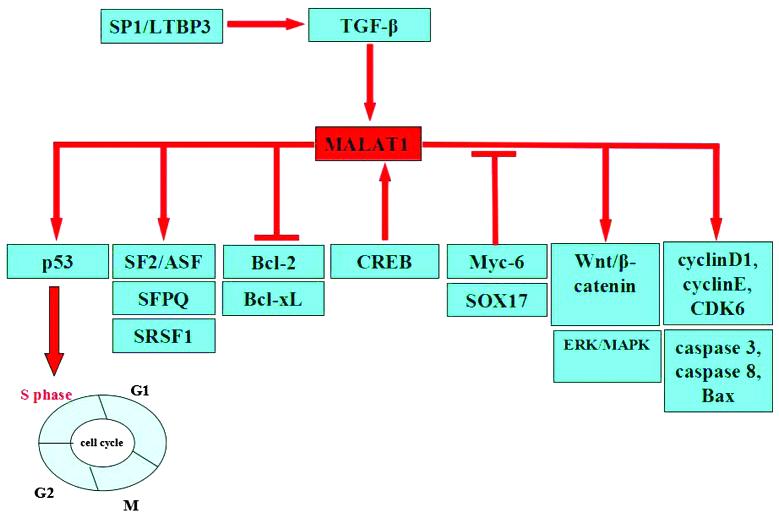 SP1/LTBP3
TGF-β
MALAT1
p53
SF2/ASF
SFPQ
SRSF1
Bcl-2
Bcl-xL
CREB
Myc-6
SOX17
Wnt/β-
catenin
ERK/MAPK
cyclinD1,
cyclinE,
CDK6
caspase 3,
caspase 8,
Bax
S phase
G1
cell cycle
G2
M